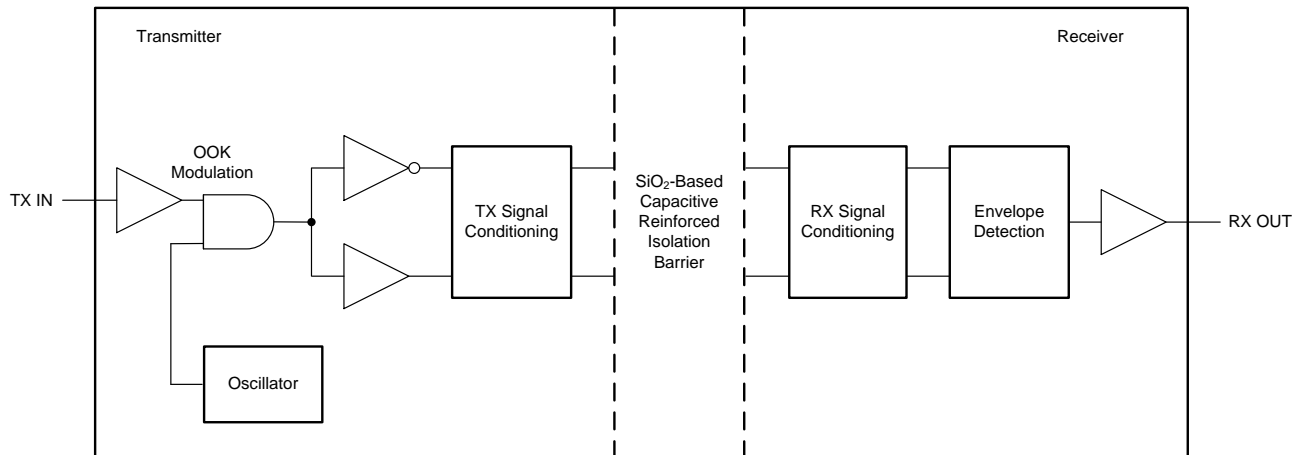 Transmitter
Receiver
OOK
Modulation
TX IN
TX Signal
Conditioning
SiO₂-Based
Capacitive
Reinforced
Isolation
Barrier
RX Signal
Conditioning
Envelope
Detection
RX OUT
Oscillator